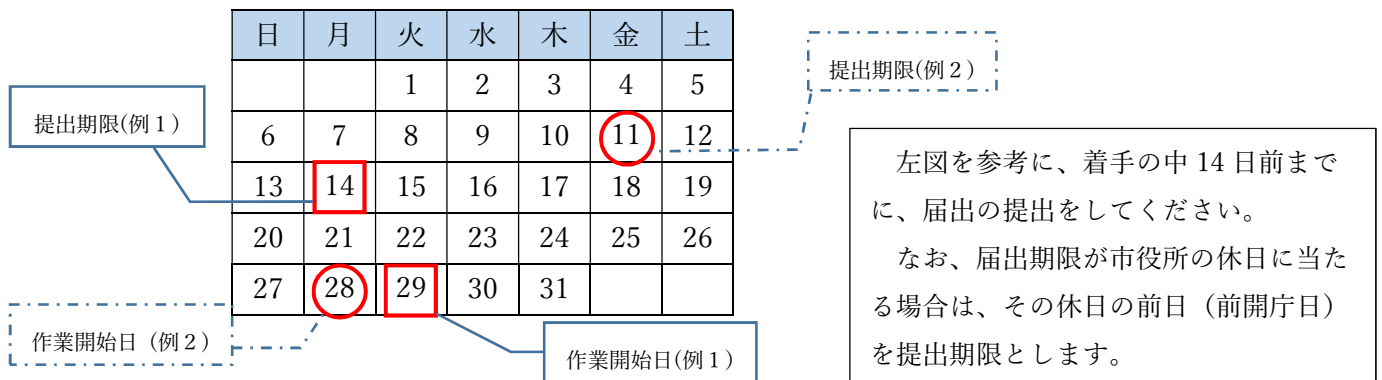 日 月 火 水 木 金 土
1 2 3 4 5
提出期限(例２)
提出期限(例１)
6 7 8 9 10 11 12
13 14 15 16 17 18 19
20 21 22 23 24 25 26
27 28 29 30 31
作業開始日（例２）
作業開始日(例１)
左図を参考に、着手の中 14 日前まで
に、届出の提出をしてください。
なお、届出期限が市役所の休日に当た
る場合は、その休日の前日（前開庁日）
を提出期限とします。